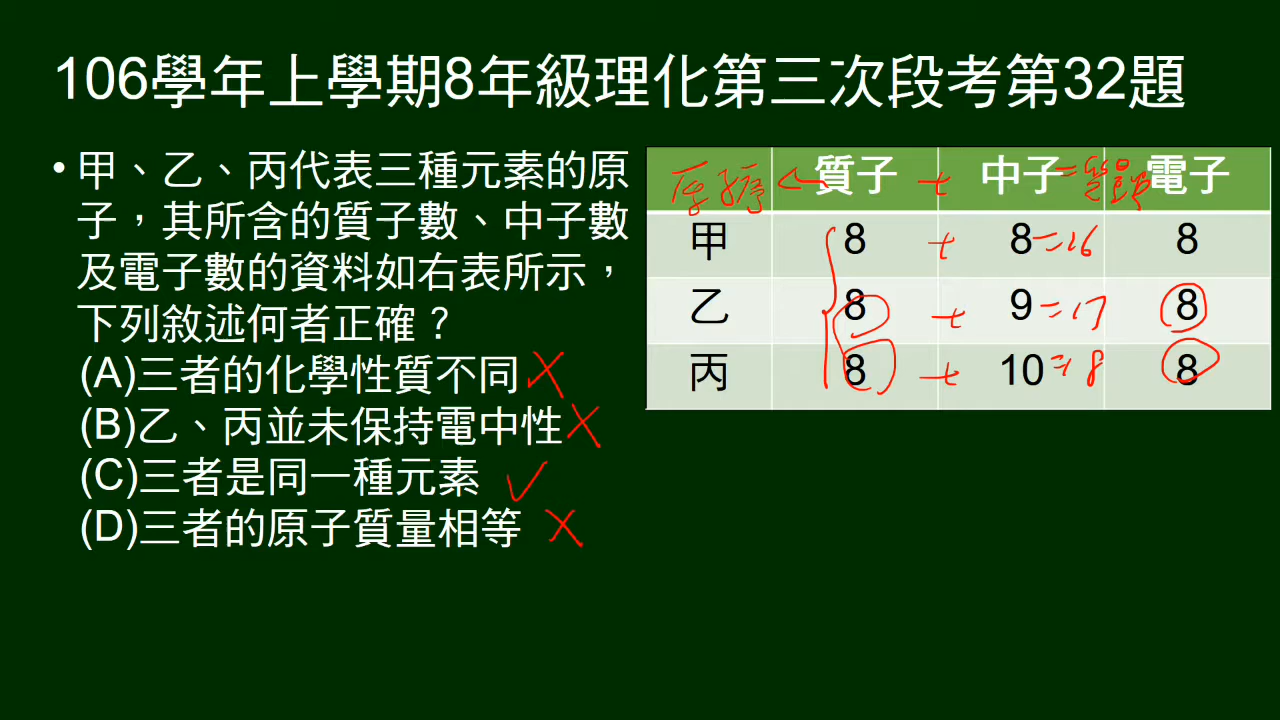 106學年上學期8年級理化第三次段考第32題
• 甲、乙、丙代表三種元素的原
子，其所含的質子數、中子數
及電子數的資料如右表所示，
下列敘述何者正確？
(A)三者的化學性質不同
(B)乙、丙並未保持電中性
(C)三者是同一種元素
(D)三者的原子質量相等
原子序 ← 質子 + 中子 = 質量 電子
甲 8 + 8 = 16 8
乙 8 + 9 = 17 8
丙 8 + 10 = 18 8